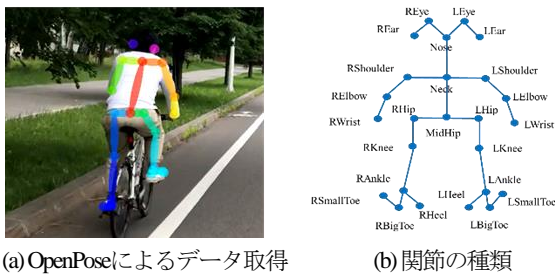 REye LEye
REar LEar
Nose
RShoulder LShoulder
Neck
RElbow LElbow
RHip LHip
RWrist LWrist
MidHip
RKnee LKnee
RAnkle LAnkle
RSmallToe LHeel LSmallToe
RHeel
RBigToe LBigToe
(a) OpenPoseによるデータ取得 (b) 関節の種類